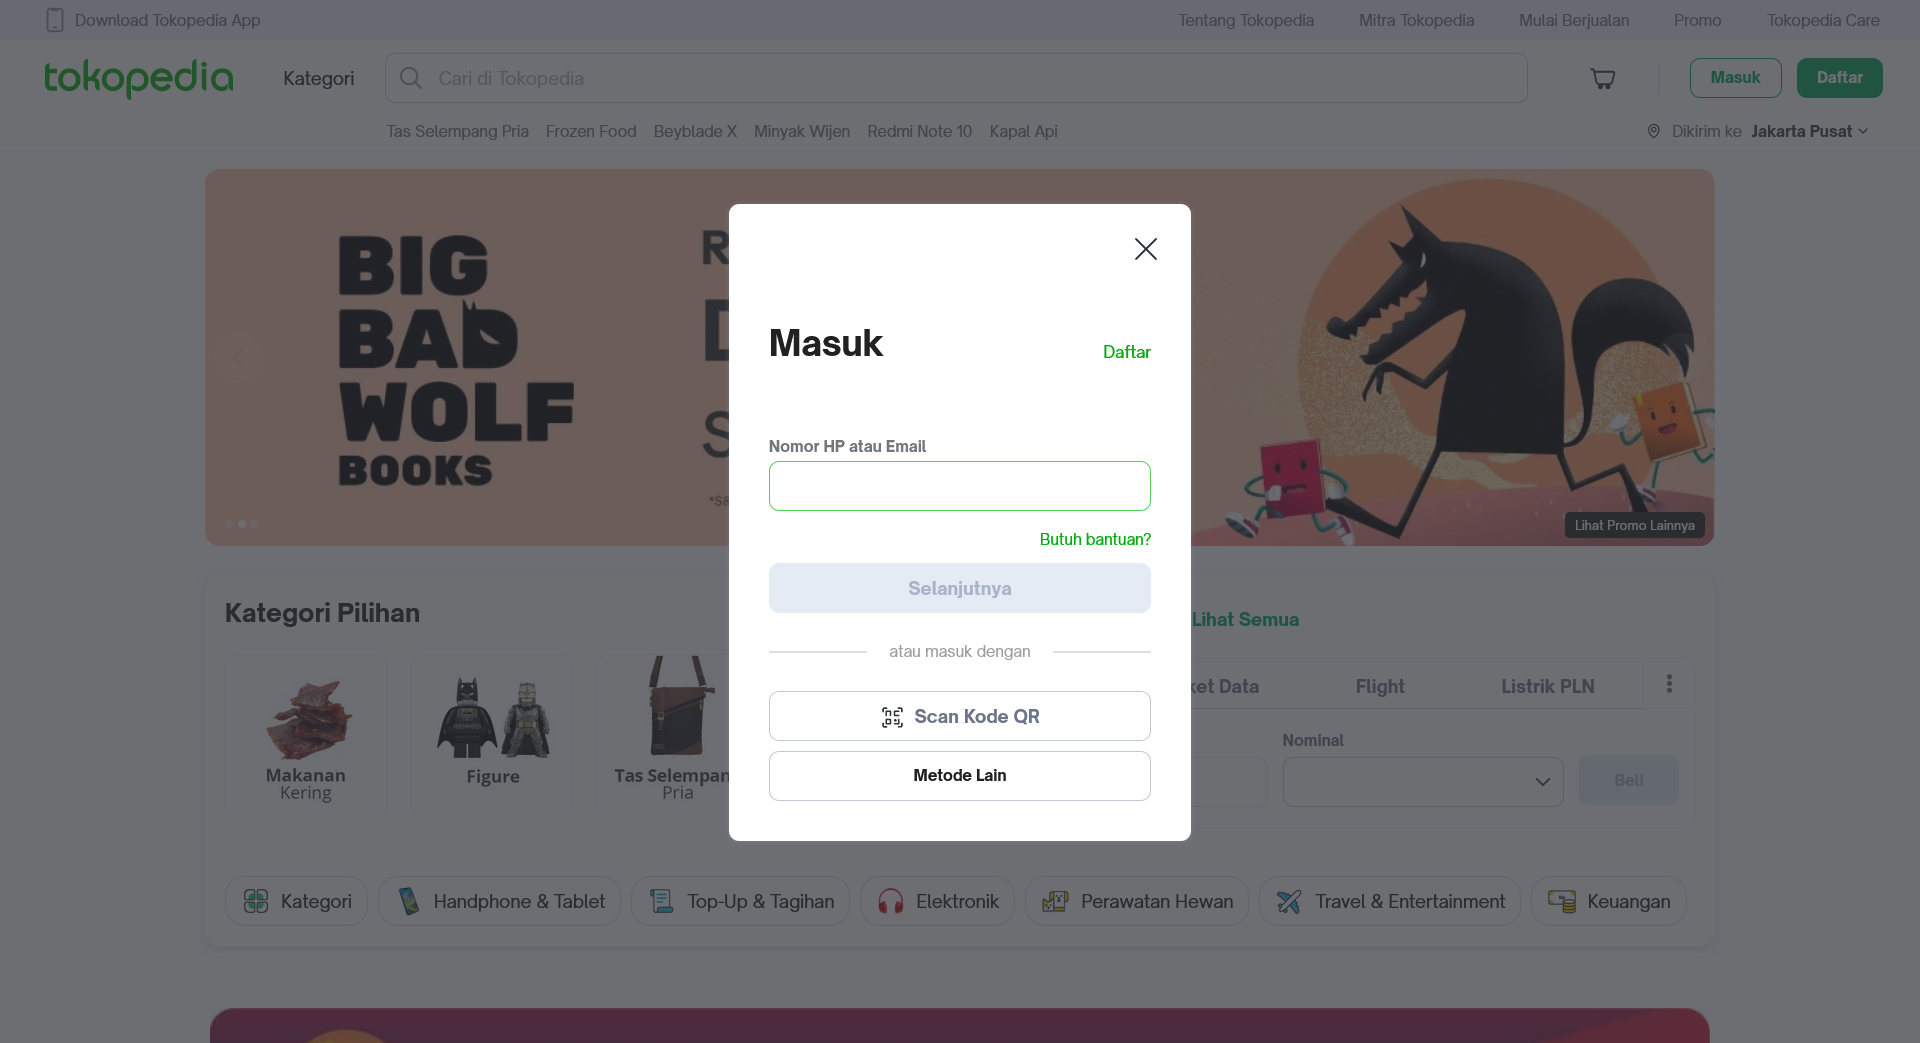 Download Tokopedia App
Tentang Tokopedia
Mitra Tokopedia
Mulai Berjualan
Promo
Tokopedia Care
tokopedia
Kategori
Cari di Tokopedia
Masuk
Daftar
Tas Selempang Pria
Frozen Food
Beyblade X
Minyak Wijen
Redmi Note 10
Kapal Api
Dikirim ke Jakarta Pusat
BIG
BAD
WOLF
BOOKS
Lihat Promo Lainnya
Masuk
Daftar
Nomor HP atau Email
Butuh bantuan?
Selanjutnya
atau masuk dengan
Scan Kode QR
Metode Lain
Kategori Pilihan
Lihat Semua
Makanan
Kering
Figure
Tas Selempan
Pria
ket Data
Flight
Listrik PLN
Nominal
Beli
Kategori
Handphone & Tablet
Top-Up & Tagihan
Elektronik
Perawatan Hewan
Travel & Entertainment
Keuangan